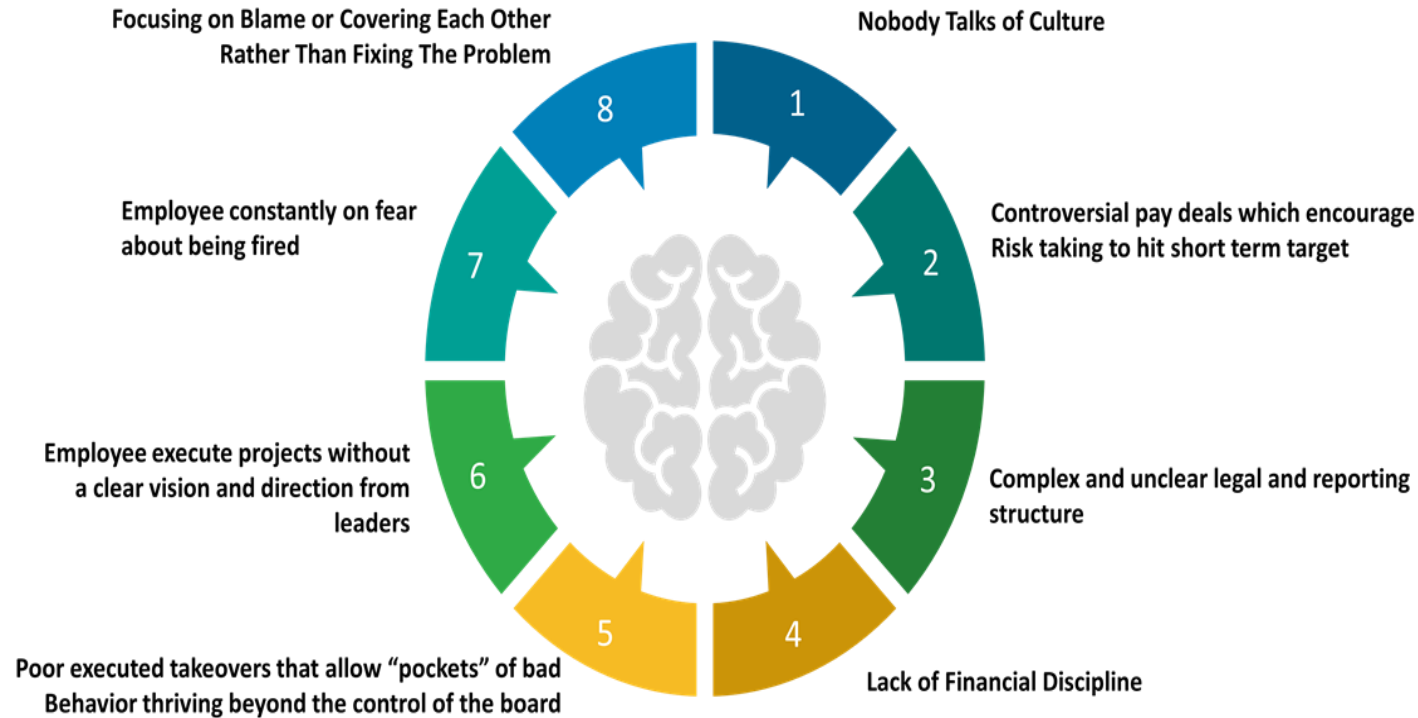 Nobody Talks of Culture
1
Controversial pay deals which encourage
Risk taking to hit short term target
2
Complex and unclear legal and reporting
structure
3
Lack of Financial Discipline
4
Poor executed takeovers that allow “pockets” of bad
Behavior thriving beyond the control of the board
5
Employee execute projects without
a clear vision and direction from
leaders
6
Employee constantly on fear
about being fired
7
Focusing on Blame or Covering Each Other
Rather Than Fixing The Problem
8